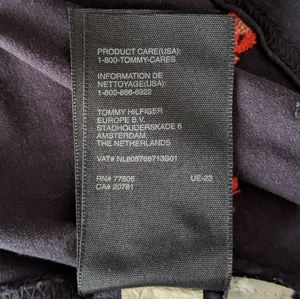 PRODUCT CARE(USA):
1-800-TOMMY-CARES
INFORMATION DE
NETTOYAGE(USA):
1-800-866-6922
TOMMY HILFIGER
EUROPE B.V.
STADHOUDERSKADE 6
AMSTERDAM,
THE NETHERLANDS
VAT# NL805768713B01
RN# 77806 UE-23
CA# 20781